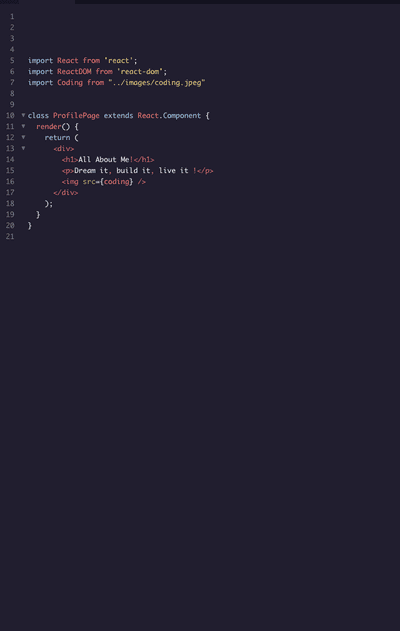 1
2
3
4
5 import React from 'react';
6 import ReactDOM from 'react-dom';
7 import Coding from "../images/coding.jpeg"
8
9
10 class ProfilePage extends React.Component {
11 render() {
12 return (
13 <div>
14 <h1>All About Me!</h1>
15 <p>Dream it, build it, live it !</p>
16 <img src={coding} />
17 </div>
18 );
19 }
20 }
21